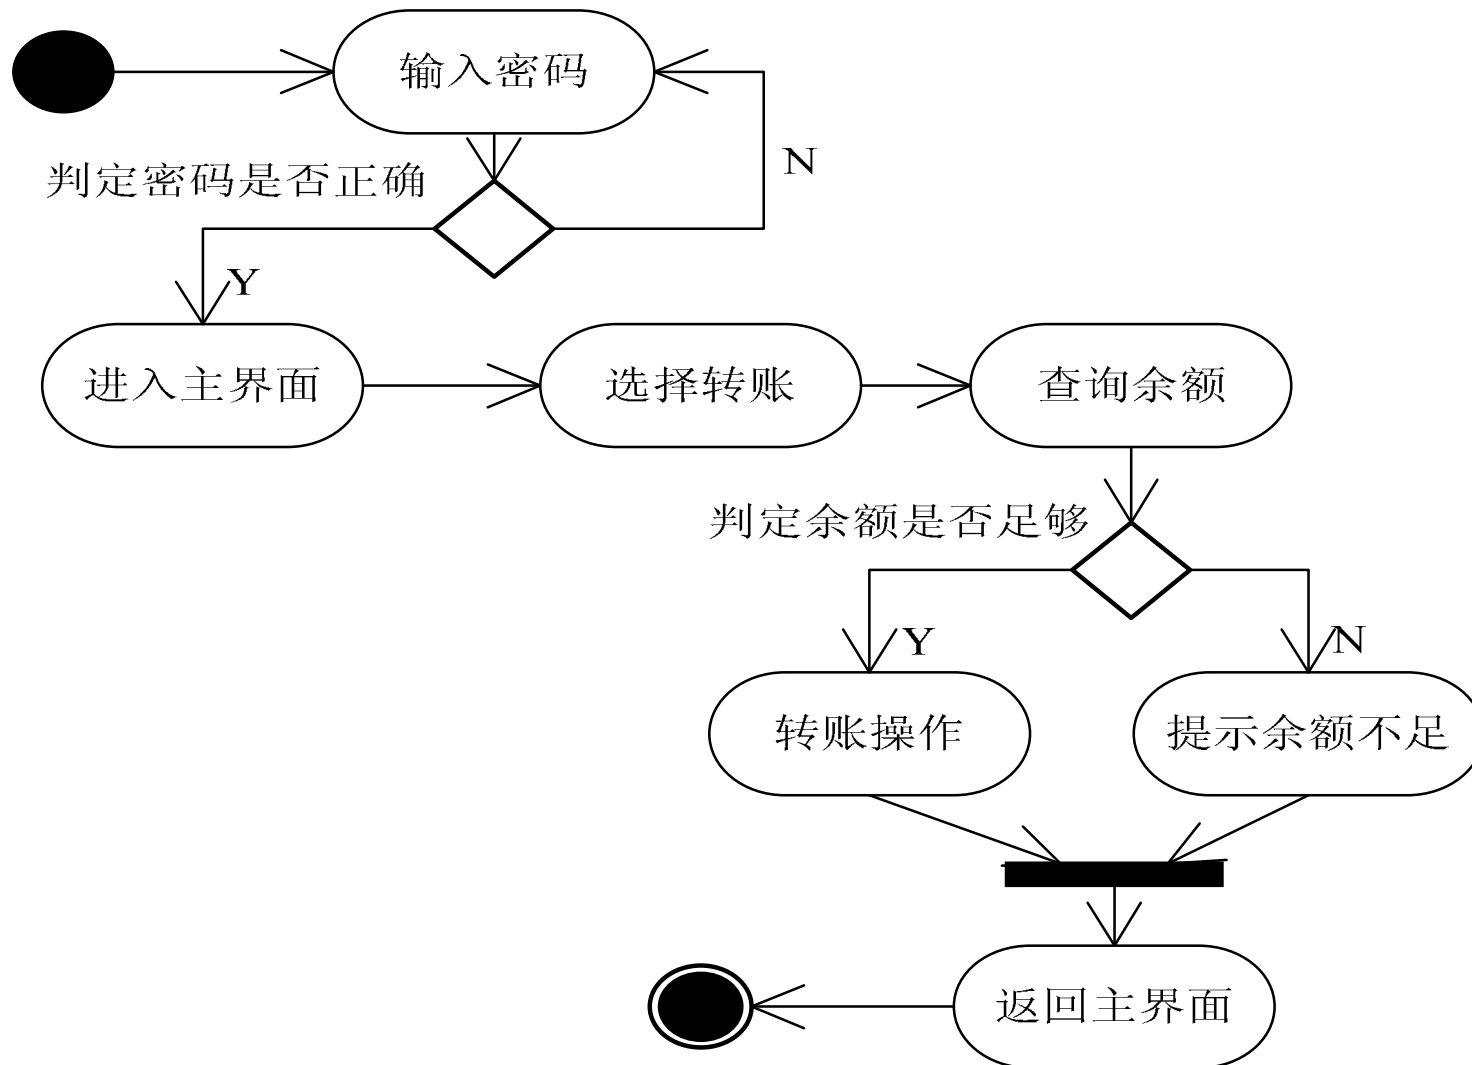 输入密码
N
判定密码是否正确
Y
进入主界面
选择转账
查询余额
判定余额是否足够
Y
N
转账操作
提示余额不足
返回主界面